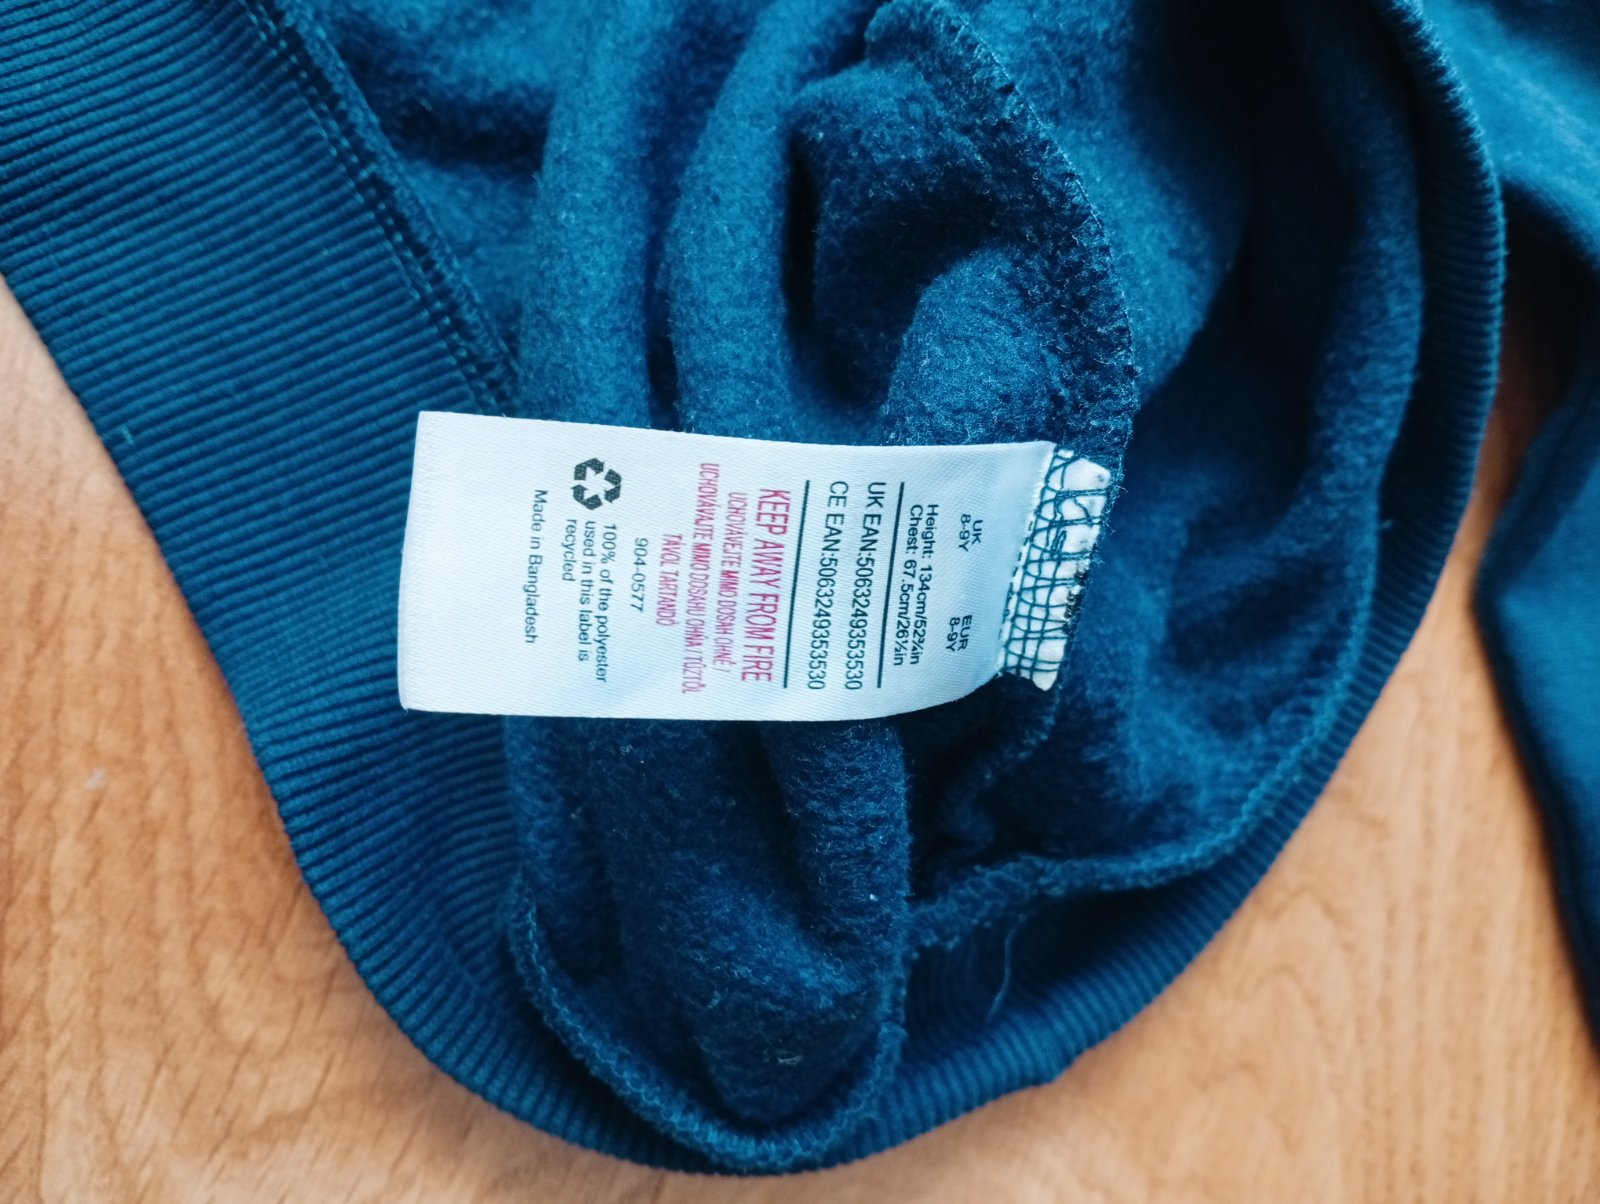 UK EUR
8-9Y 8-9Y
Height: 134cm/52¾in
Chest: 67.5cm/26½in
UK EAN:5063249353530
CE EAN:5063249353530
KEEP AWAY FROM FIRE
UCHOVÁVEJTE MIMO DOSAH OHNĚ /
UCHOVÁVAJTE MIMO DOSAHU OHŇA / TŰZTŐL
TÁVOL TARTANDÓ
904-0577
100% of the polyester
used in this label is
recycled
Made in Bangladesh